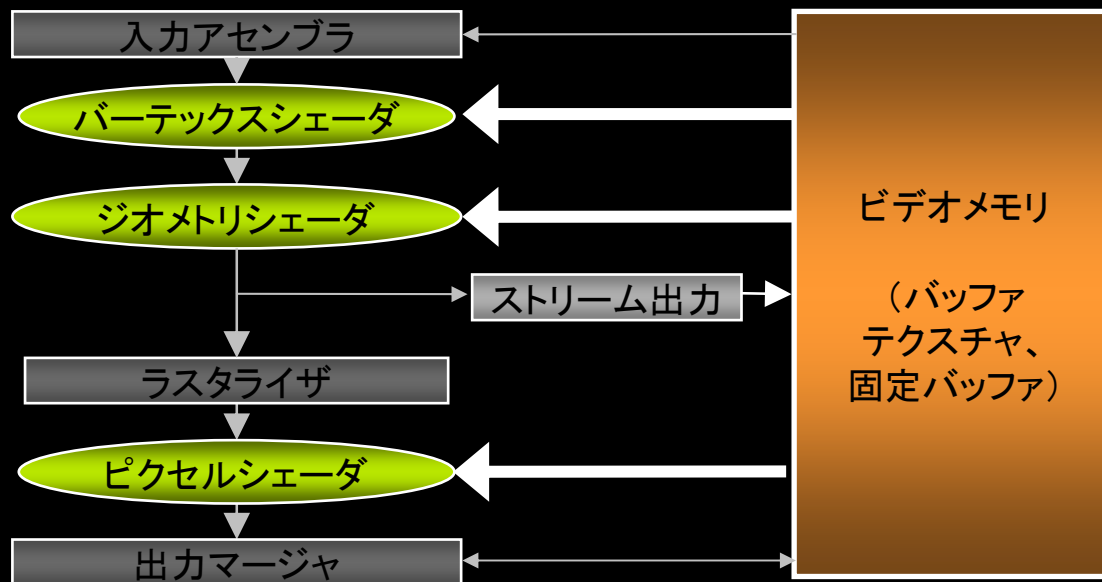 入力アセンブラ
バーテックスシェーダ
ジオメトリシェーダ
ストリーム出力
ラスタライザ
ピクセルシェーダ
出力マージャ
ビデオメモリ
（バッファ
テクスチャ、
固定バッファ）